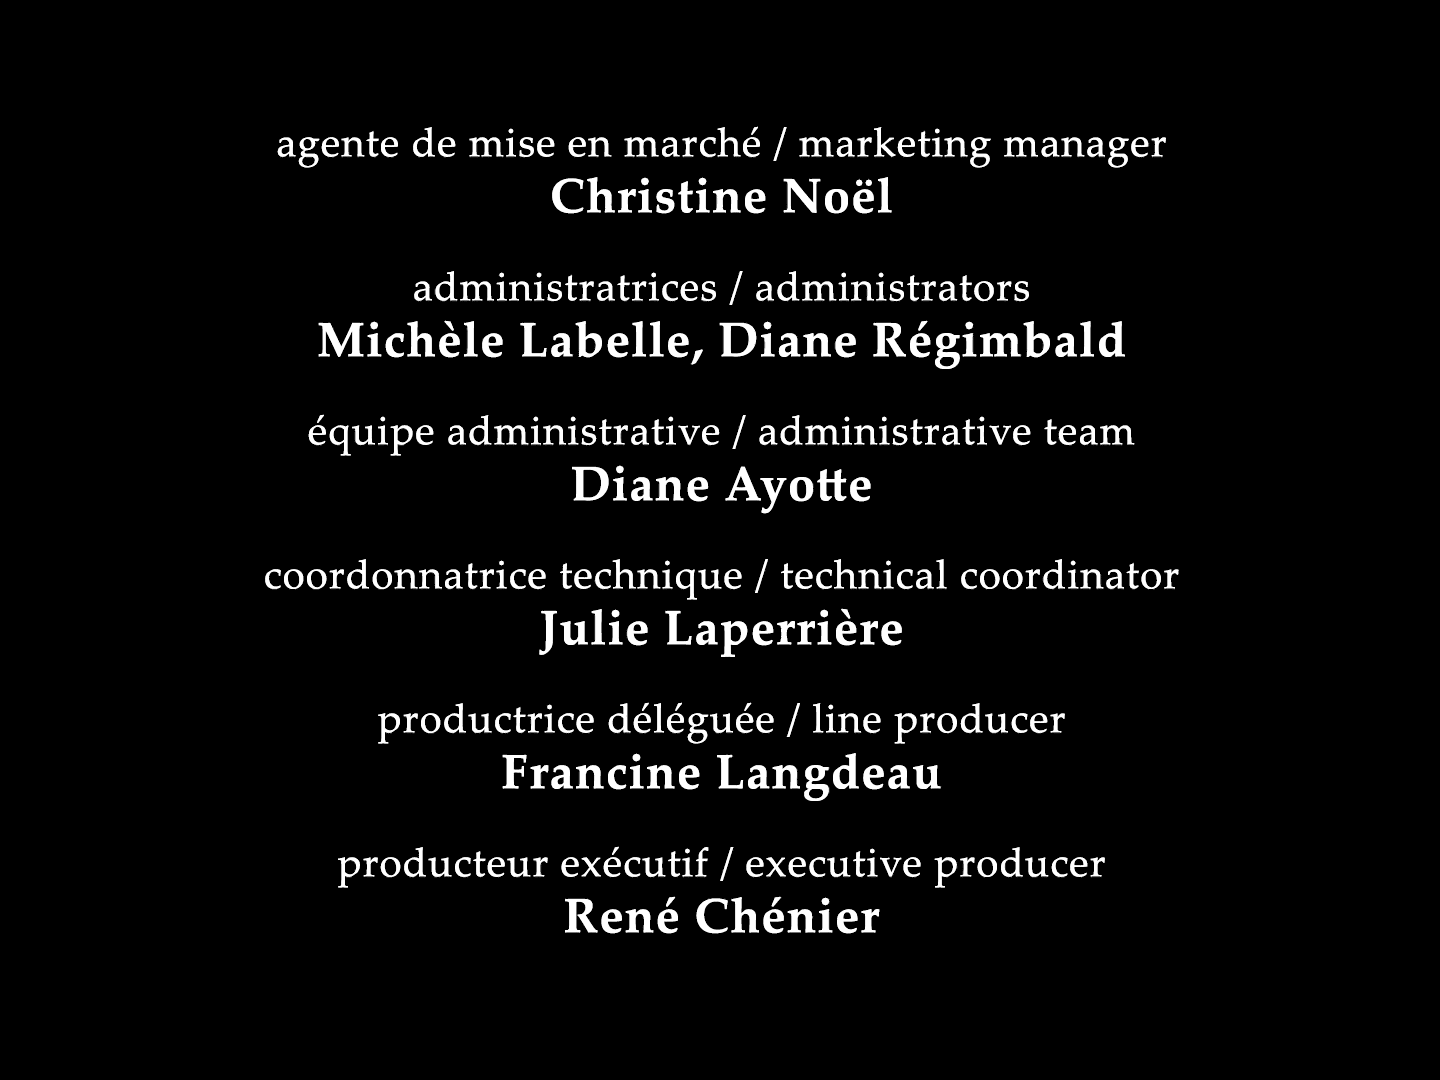 agente de mise en marché / marketing manager
Christine Noël
administratrices / administrators
Michèle Labelle, Diane Régimbald
équipe administrative / administrative team
Diane Ayotte
coordonnatrice technique / technical coordinator
Julie Laperrière
productrice déléguée / line producer
Francine Langdeau
producteur exécutif / executive producer
René Chénier